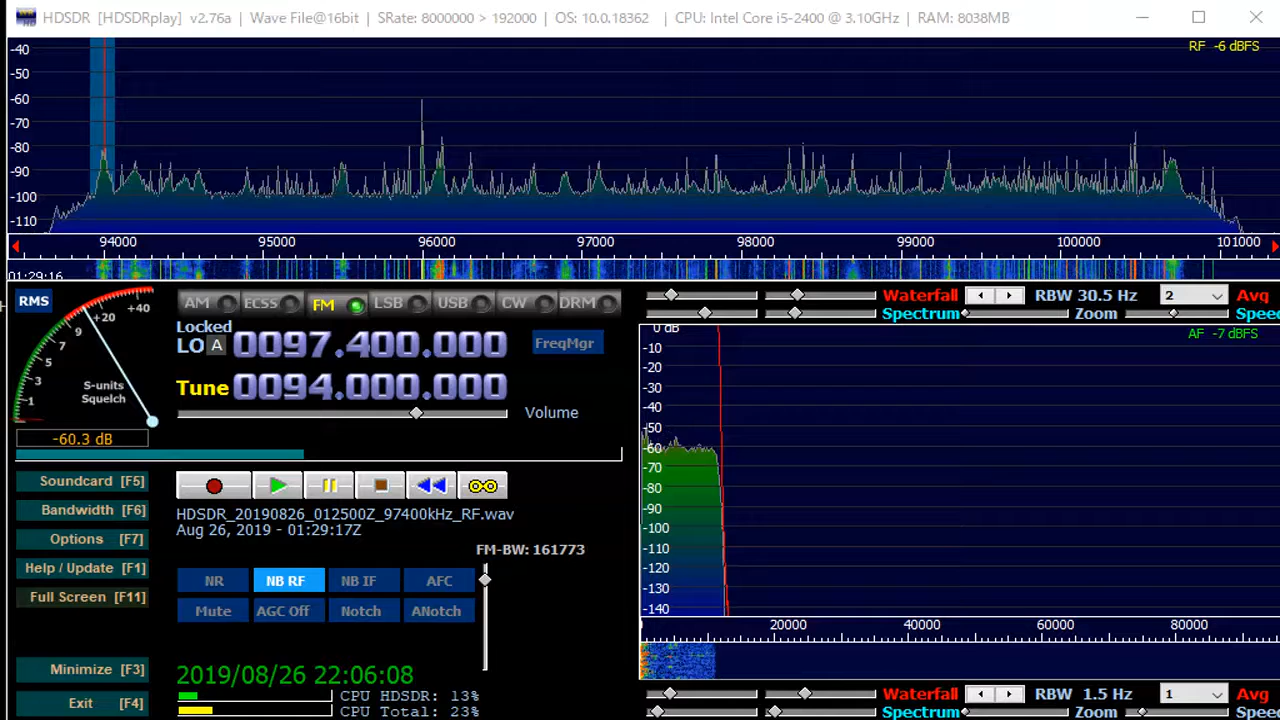 HDSDR [HDSDRplay] v2.76a | Wave File@16bit | SRate: 8000000 > 192000 | OS: 10.0.18362 | CPU: Intel Core i5-2400 @ 3.10GHz | RAM: 8038MB
RF -6 dBFS
-40
-50
-60
-70
-80
-90
-100
-110
94000 95000 96000 97000 98000 99000 100000 101000
01:29:16
RMS
1 3 5 7 9 +20 +40
S-units
Squelch
-60.3 dB
AM ECSS FM LSB USB CW DRM
Locked
LO A 0097.400.000
FreqMgr
Tune 0094.000.000
Volume
Soundcard [F5]
Bandwidth [F6]
Options [F7]
Help / Update [F1]
Full Screen [F11]
Minimize [F3]
Exit [F4]
HDSDR_20190826_012500Z_97400kHz_RF.wav
Aug 26, 2019 - 01:29:17Z
FM-BW: 161773
NR NB RF NB IF AFC
Mute AGC Off Notch ANotch
2019/08/26 22:06:08
CPU HDSDR: 13%
CPU Total: 23%
Waterfall RBW 30.5 Hz 2 Avg
Spectrum Zoom Speed
0 dB
AF -7 dBFS
-10
-20
-30
-40
-50
-60
-70
-80
-90
-100
-110
-120
-130
-140
20000 40000 60000 80000
Waterfall RBW 1.5 Hz 1 Avg
Spectrum Zoom Speed